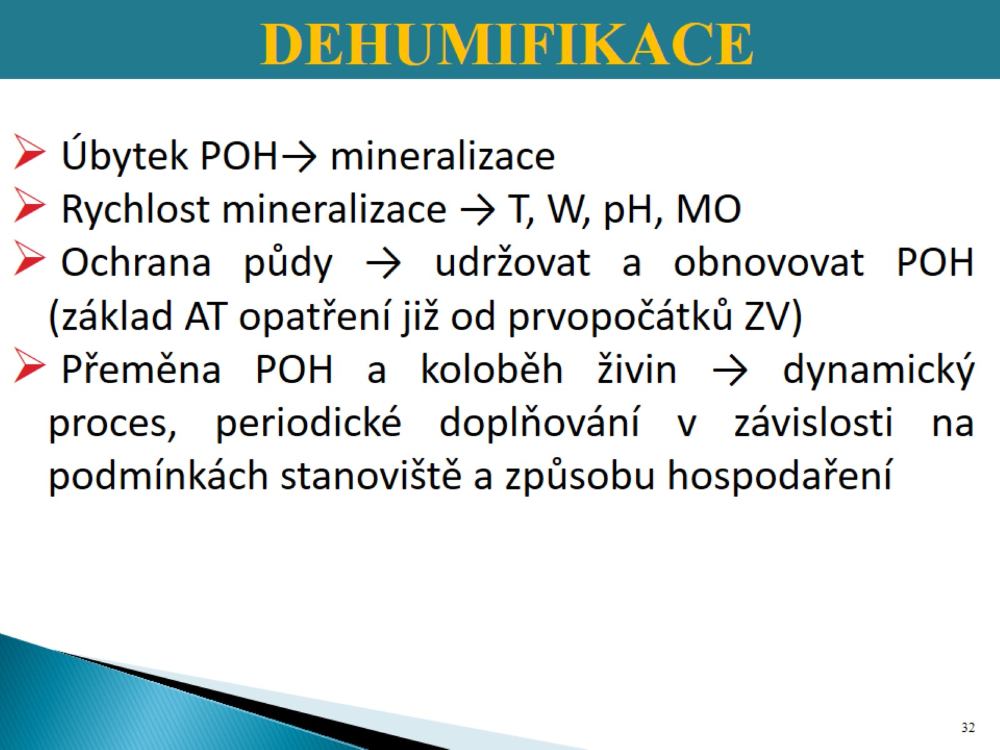 DEHUMIFIKACE
Úbytek POH→ mineralizace
Rychlost mineralizace → T, W, pH, MO
Ochrana půdy → udržovat a obnovovat POH
(základ AT opatření již od prvopočátků ZV)
Přeměna POH a koloběh živin → dynamický
proces, periodické doplňování v závislosti na
podmínkách stanoviště a způsobu hospodaření
32